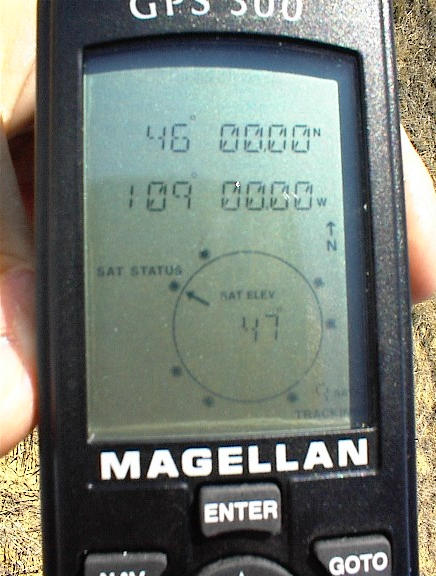 GPS 300
46° 00.00 N
109° 00.00 W
N
SAT STATUS
SAT ELEV
47°
MAGELLAN
ENTER
GOTO